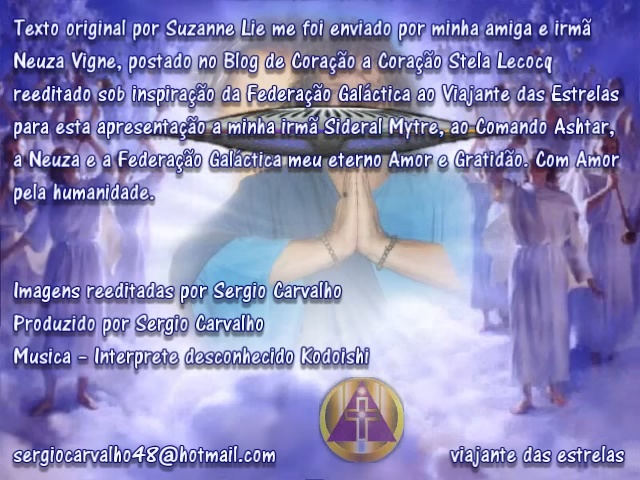 Texto original por Suzanne Lie me foi enviado por minha amiga e irmã
Neuza Vigne, postado no Blog de Coração a Coração Stela Lecocq
reeditado sob inspiração da Federação Galáctica ao Viajante das Estrelas
para esta apresentação a minha irmã Sideral Mytre, ao Comando Ashtar,
a Neuza e a Federação Galáctica meu eterno Amor e Gratidão. Com Amor
pela humanidade.
Imagens reeditadas por Sergio Carvalho
Produzido por Sergio Carvalho
Musica - Interprete desconhecido Kodoishi
sergiocarvalho48@hotmail.com
viajante das estrelas